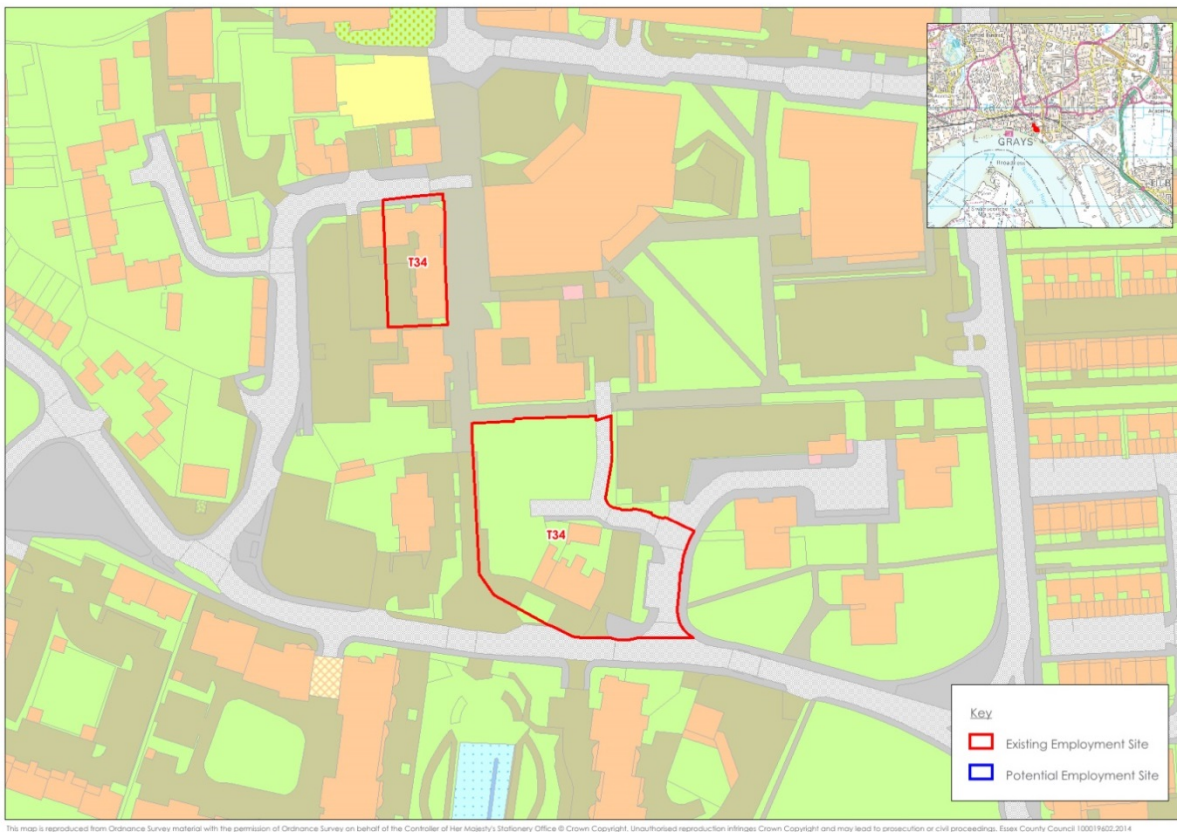 GRAYS
T34
T34
Key
Existing Employment Site
Potential Employment Site
This map is reproduced from Ordnance Survey material with the permission of Ordnance Survey on behalf of the Controller of Her Majesty's Stationery Office © Crown Copyright. Unauthorised reproduction infringes Crown Copyright and may lead to prosecution or civil proceedings. Essex County Council 100019602,2014